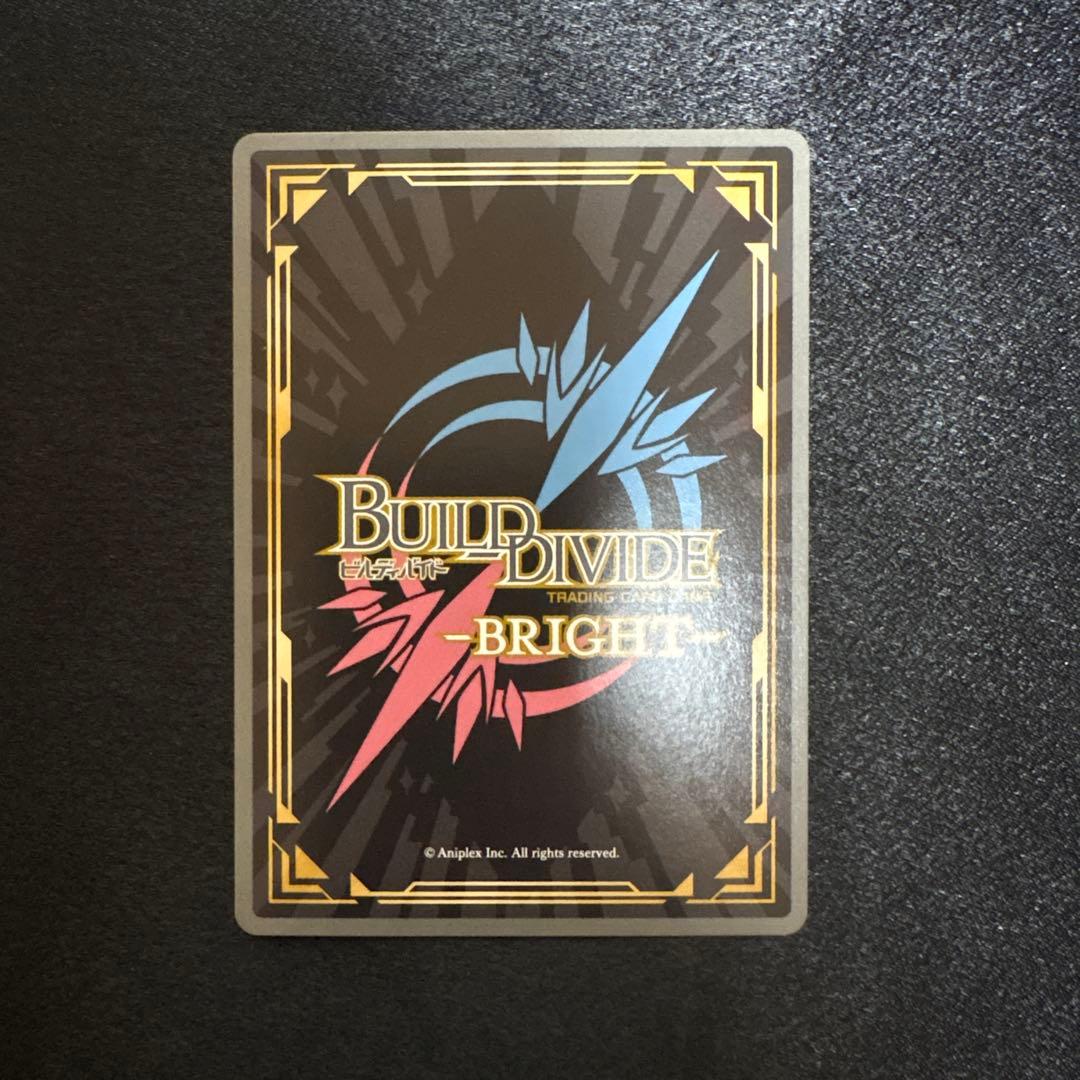 BUILD DIVIDE
ビルディバイド
TRADING CARD GAME
-BRIGHT-
© Aniplex Inc. All rights reserved.